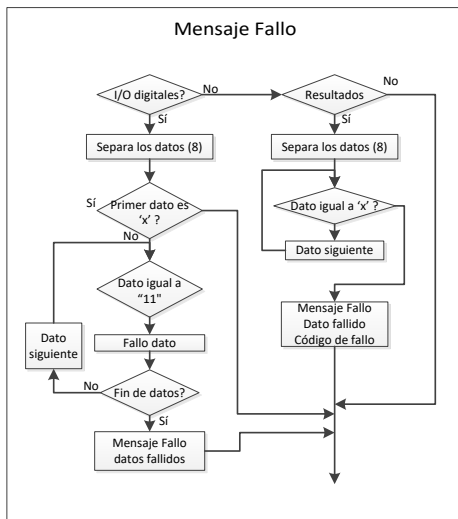 Mensaje Fallo
I/O digitales?
No
Resultados
No
Sí
Sí
Separa los datos (8)
Separa los datos (8)
Sí
Primer dato es
'x' ?
No
Dato igual a 'x' ?
Dato siguiente
Dato igual a
"11"
Fallo dato
Dato
siguiente
Mensaje Fallo
Dato fallido
Código de fallo
No
Fin de datos?
Sí
Mensaje Fallo
datos fallidos